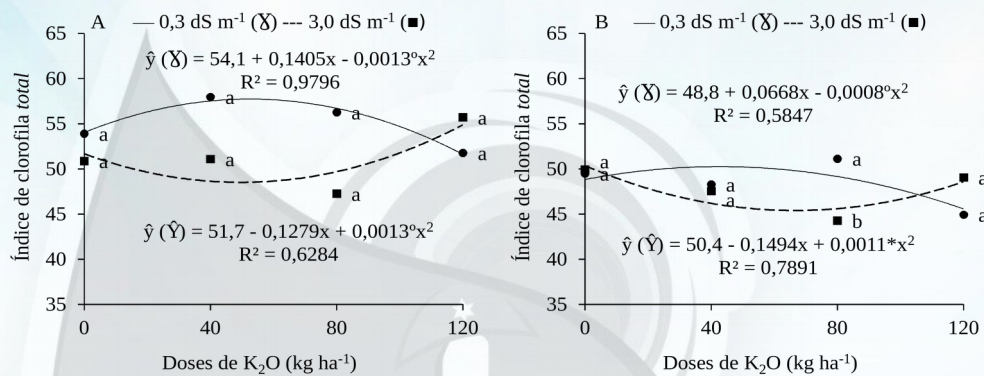 A — 0,3 dS m⁻¹ (Ɣ) --- 3,0 dS m⁻¹ (■)
ŷ (Ɣ) = 54,1 + 0,1405x - 0,0013ºx²
R² = 0,9796
Índice de clorofila total
65
60
55
50
45
40
35
a a a a
a a a a
ŷ (Ŷ) = 51,7 - 0,1279x + 0,0013ºx²
R² = 0,6284
0 40 80 120
Doses de K₂O (kg ha⁻¹)
B — 0,3 dS m⁻¹ (Ɣ) --- 3,0 dS m⁻¹ (■)
ŷ (Ɣ) = 48,8 + 0,0668x - 0,0008ºx²
R² = 0,5847
Índice de clorofila total
65
60
55
50
45
40
35
a a a a
a a b a
ŷ (Ŷ) = 50,4 - 0,1494x + 0,0011*x²
R² = 0,7891
0 40 80 120
Doses de K₂O (kg ha⁻¹)